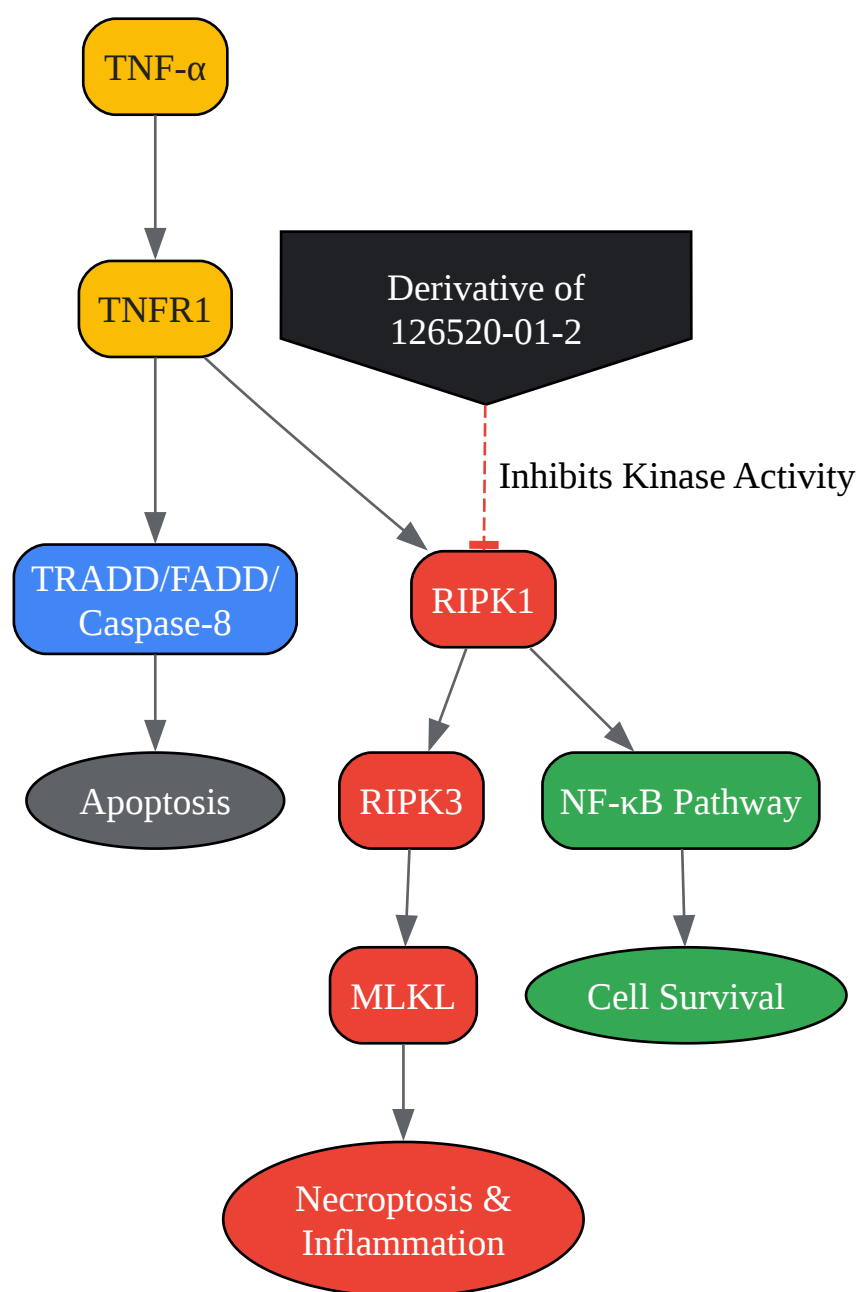 TNF-α
TNFR1
Derivative of
126520-01-2
Inhibits Kinase Activity
TRADD/FADD/
Caspase-8
RIPK1
Apoptosis
RIPK3
NF-κB Pathway
MLKL
Cell Survival
Necroptosis &
Inflammation